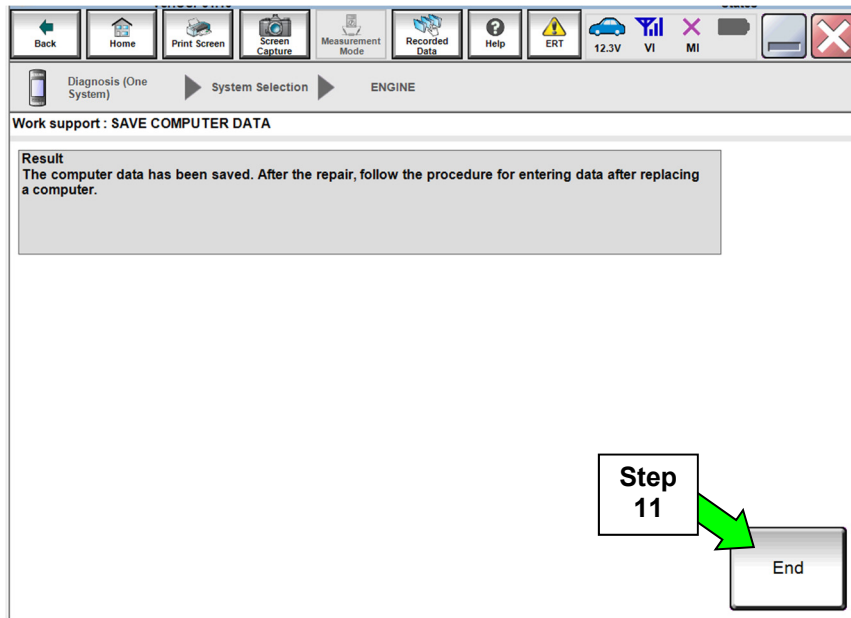 Back
Home
Print Screen
Screen
Capture
Measurement
Mode
Recorded
Data
Help
ERT
12.3V
VI
MI
Diagnosis (One
System)
System Selection
ENGINE
Work support : SAVE COMPUTER DATA
Result
The computer data has been saved. After the repair, follow the procedure for entering data after replacing
a computer.
Step
11
End